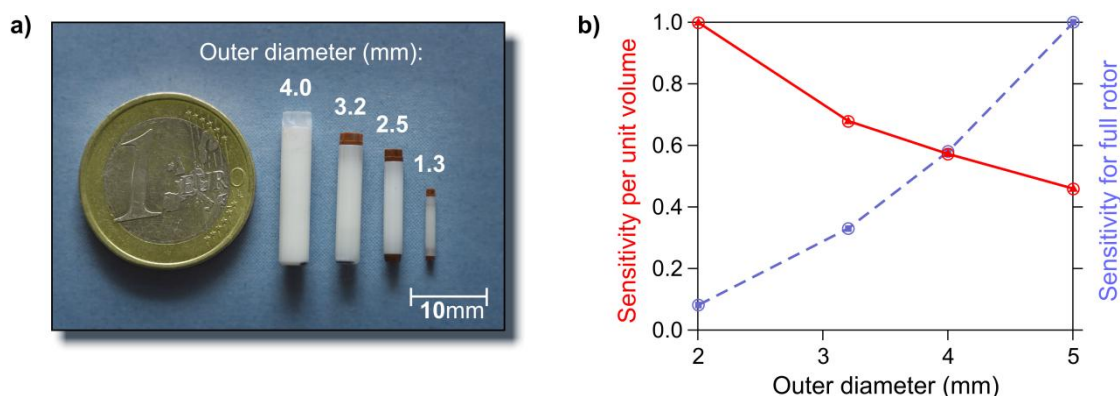 a)
Outer diameter (mm):
4.0
3.2
2.5
1.3
1
10mm
b)
Sensitivity per unit volume
1.0
0.8
0.6
0.4
0.2
0.0
2
3
4
5
Outer diameter (mm)
Sensitivity for full rotor